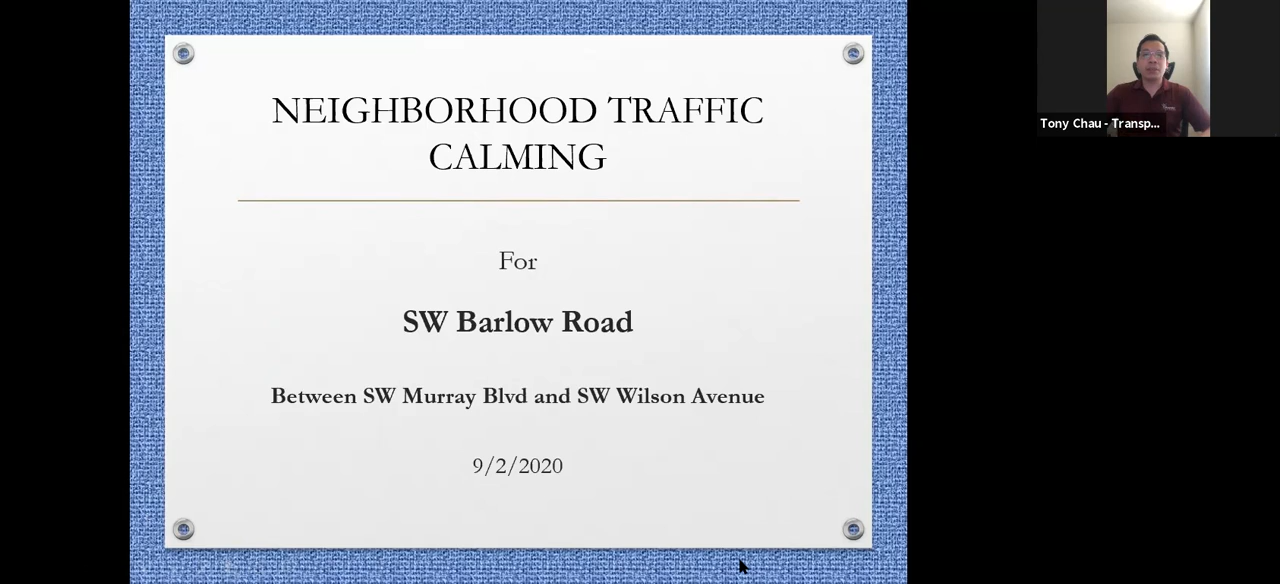 NEIGHBORHOOD TRAFFIC
CALMING
For
SW Barlow Road
Between SW Murray Blvd and SW Wilson Avenue
9/2/2020
Tony Chau - Transp...